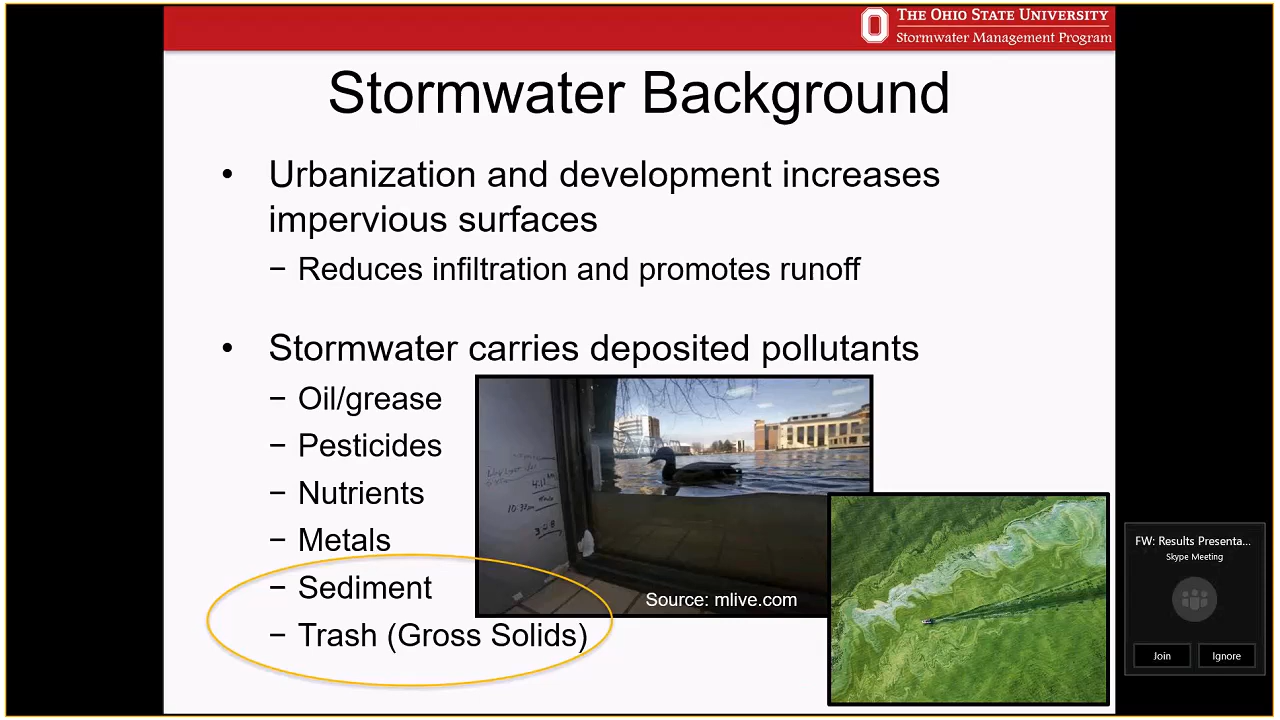 THE OHIO STATE UNIVERSITY
Stormwater Management Program
Stormwater Background
• Urbanization and development increases
impervious surfaces
− Reduces infiltration and promotes runoff
• Stormwater carries deposited pollutants
− Oil/grease
− Pesticides
− Nutrients
− Metals
− Sediment
− Trash (Gross Solids)
Source: mlive.com
FW: Results Presenta...
Skype Meeting
Join
Ignore